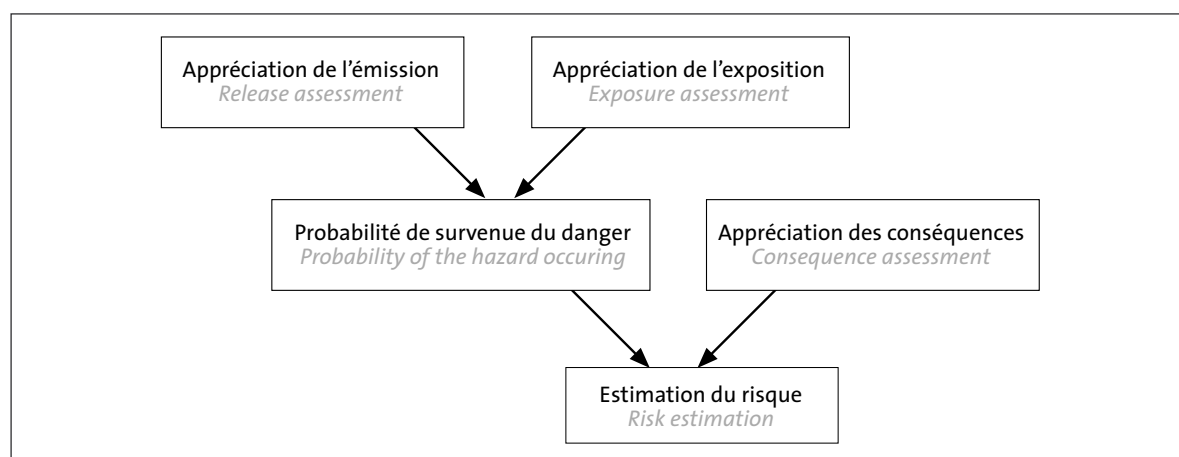 Appréciation de l’émission
Release assessment
Appréciation de l’exposition
Exposure assessment
Probabilité de survenue du danger
Probability of the hazard occuring
Appréciation des conséquences
Consequence assessment
Estimation du risque
Risk estimation